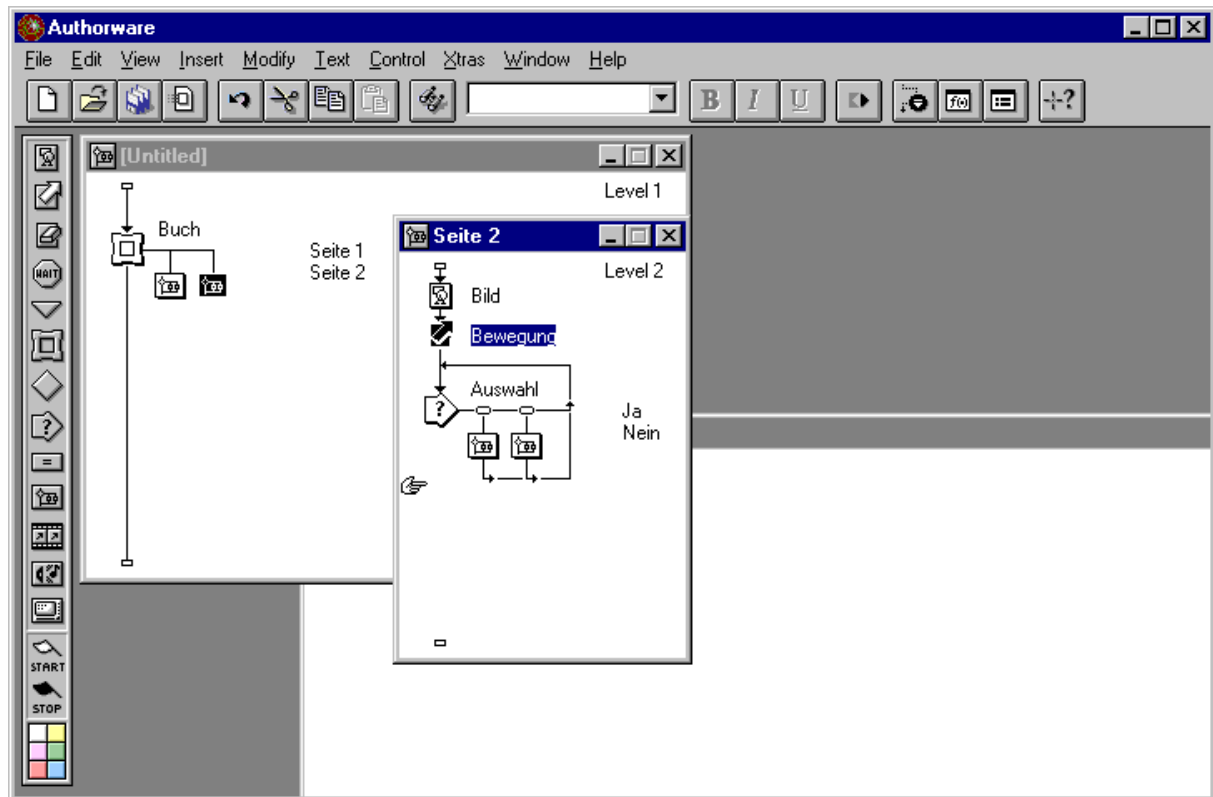 Authorware
File Edit View Insert Modify Text Control Xtras Window Help
B I U f(x) ?
WAIT
?
=
START
STOP
[Untitled]
Level 1
Buch
Seite 1
Seite 2
Seite 2
Level 2
Bild
Bewegung
Auswahl
?
Ja
Nein